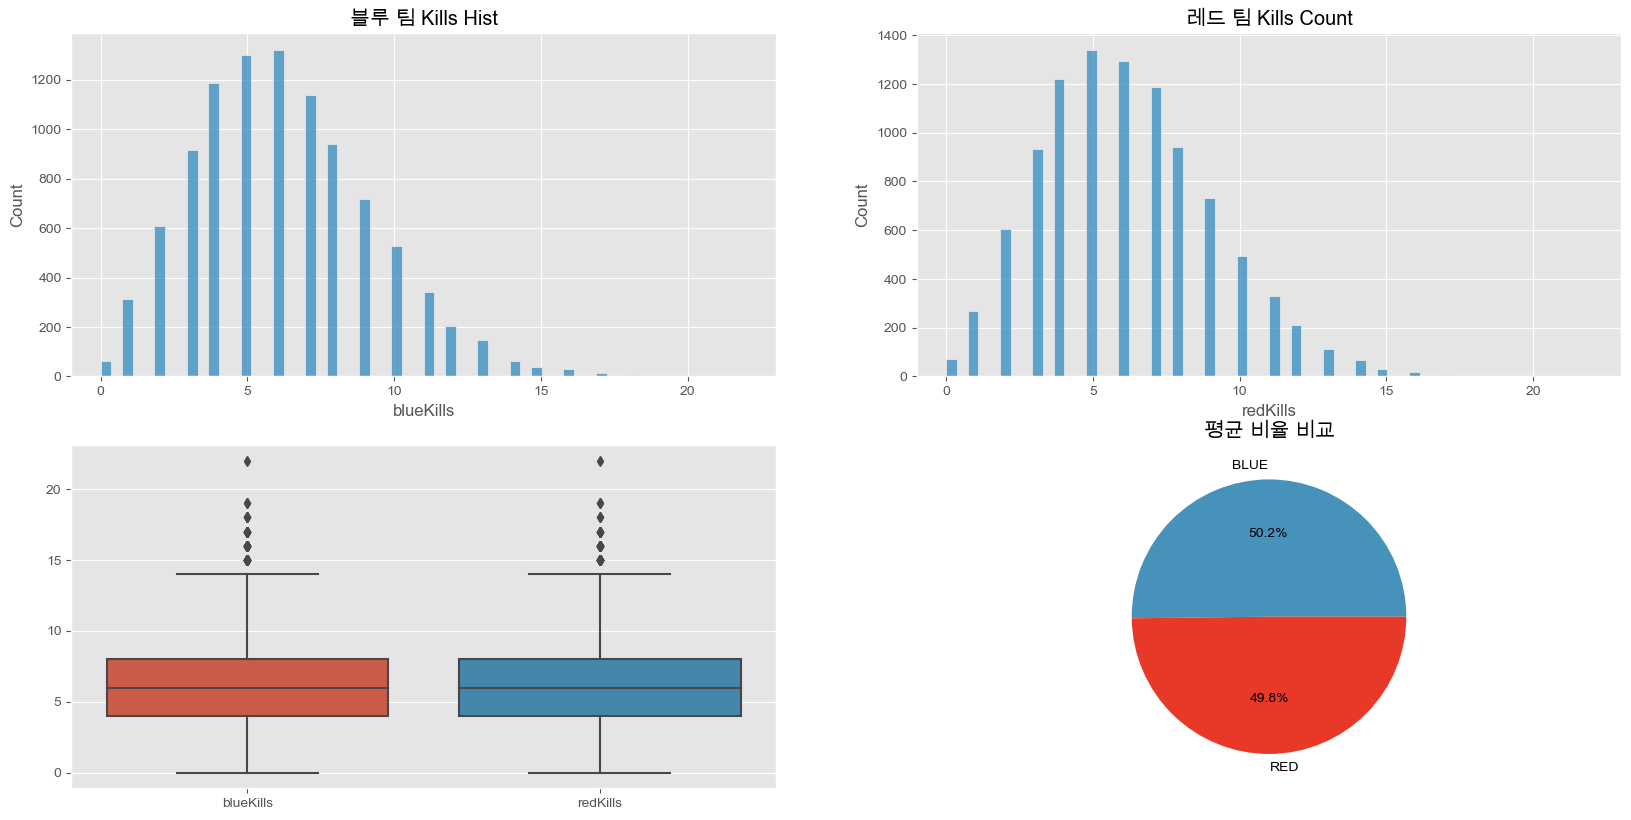 블루 팀 Kills Hist
Count
1200
1000
800
600
400
200
0
0 5 10 15 20
blueKills
레드 팀 Kills Count
Count
1400
1200
1000
800
600
400
200
0
0 5 10 15 20
redKills
20
15
10
5
0
blueKills redKills
평균 비율 비교
BLUE
50.2%
49.8%
RED